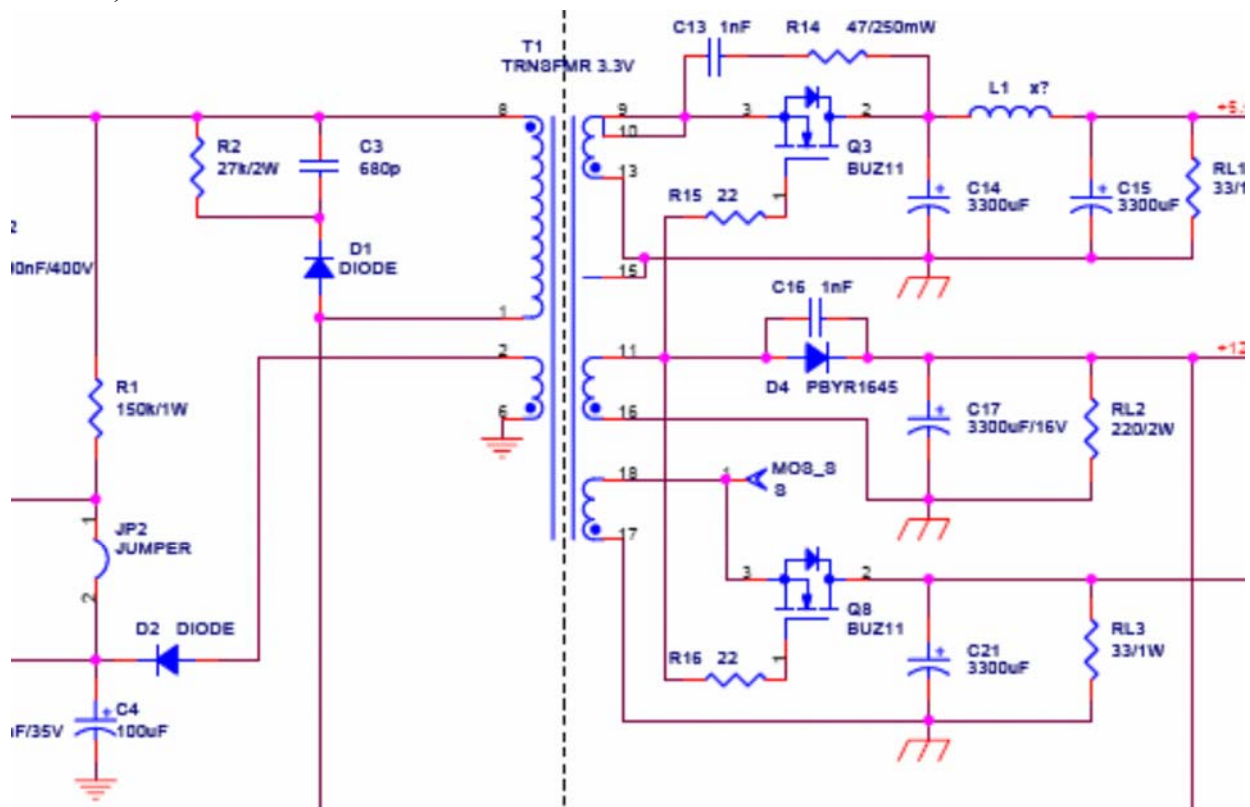 C13 1nF R14 47/250mW
T1
TRNSFMR 3.3V
L1 x?
8
9
3
2
10
R2
27k/2W
C3
680p
Q3
BUZ11
13
RL1
R15 22
1
C14
3300uF
C15
3300uF
D1
DIODE
15
C16 1nF
1
2
11
D4 PBYR1645
R1
150k/1W
C17
3300uF/16V
RL2
220/2W
6
16
18
1
MOS_S
S
1
JP2
JUMPER
17
2
3
2
Q8
BUZ11
RL3
33/1W
D2 DIODE
R16 22
1
C21
3300uF
C4
100uF